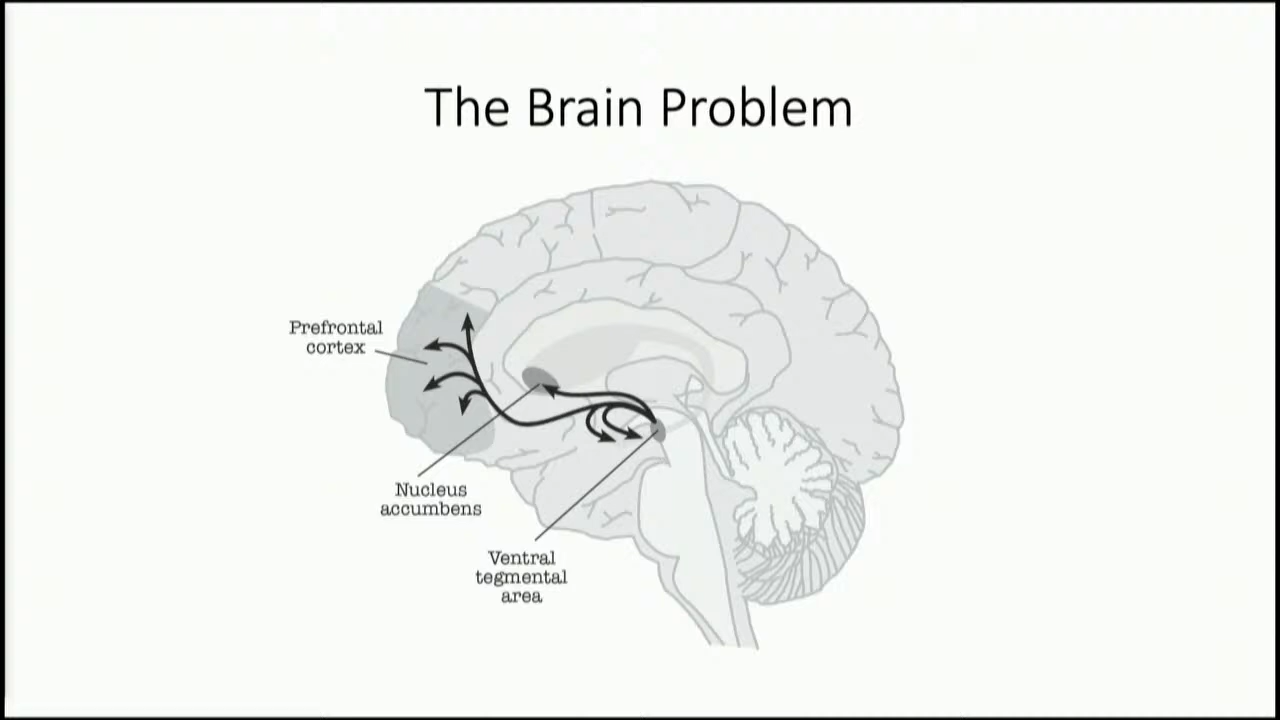 The Brain Problem
Prefrontal
cortex
Nucleus
accumbens
Ventral
tegmental
area